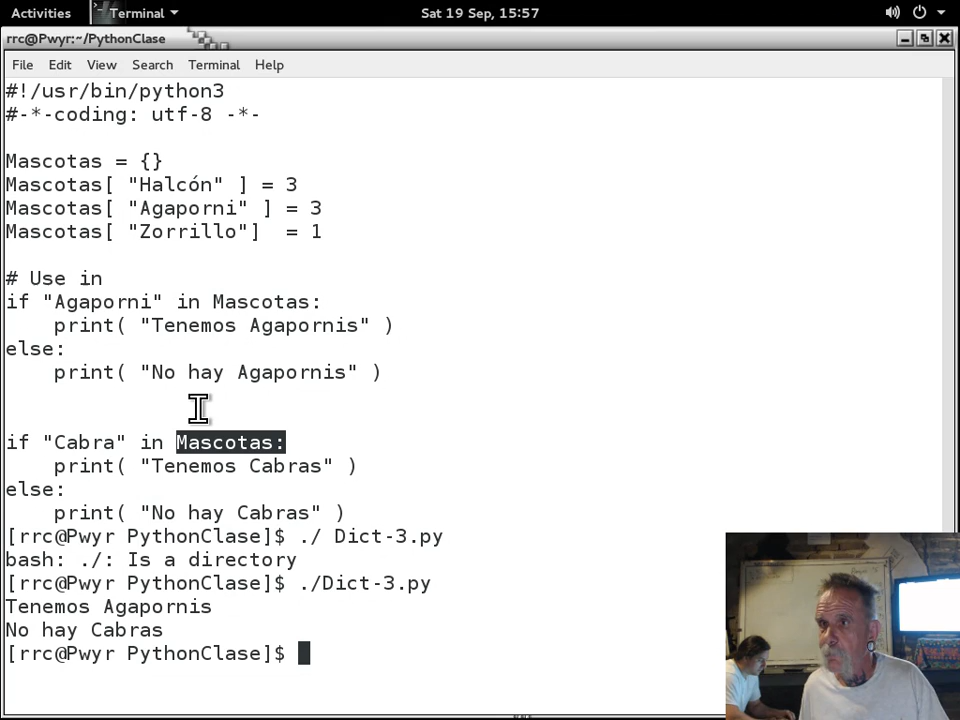 Activities Terminal Sat 19 Sep, 15:57
rrc@Pwyr:~/PythonClase
File Edit View Search Terminal Help
#!/usr/bin/python3
#-*-coding: utf-8 -*-
Mascotas = {}
Mascotas[ "Halcón" ] = 3
Mascotas[ "Agaporni" ] = 3
Mascotas[ "Zorrillo"]  = 1
# Use in
if "Agaporni" in Mascotas:
    print( "Tenemos Agapornis" )
else:
    print( "No hay Agapornis" )
if "Cabra" in Mascotas:
    print( "Tenemos Cabras" )
else:
    print( "No hay Cabras" )
[rrc@Pwyr PythonClase]$ ./ Dict-3.py
bash: ./: Is a directory
[rrc@Pwyr PythonClase]$ ./Dict-3.py
Tenemos Agapornis
No hay Cabras
[rrc@Pwyr PythonClase]$